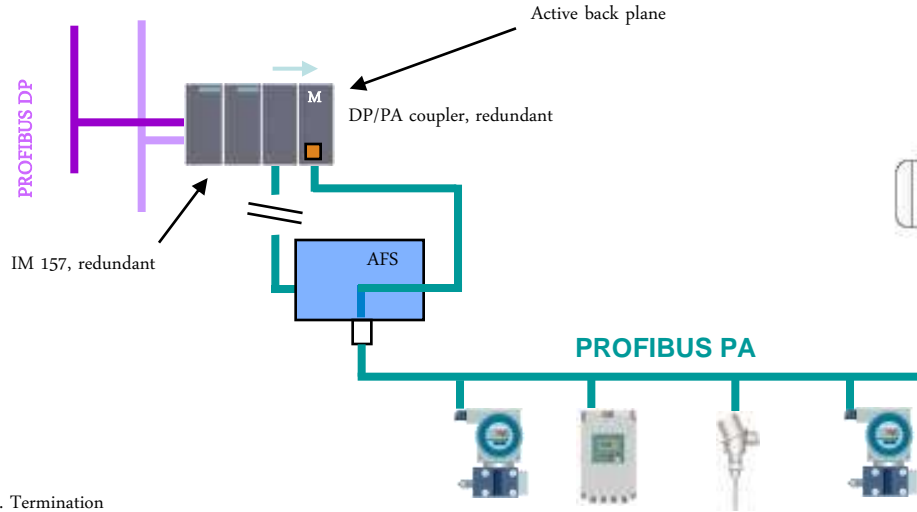 Active back plane
M
DP/PA coupler, redundant
PROFIBUS DP
IM 157, redundant
AFS
PROFIBUS PA
. Termination